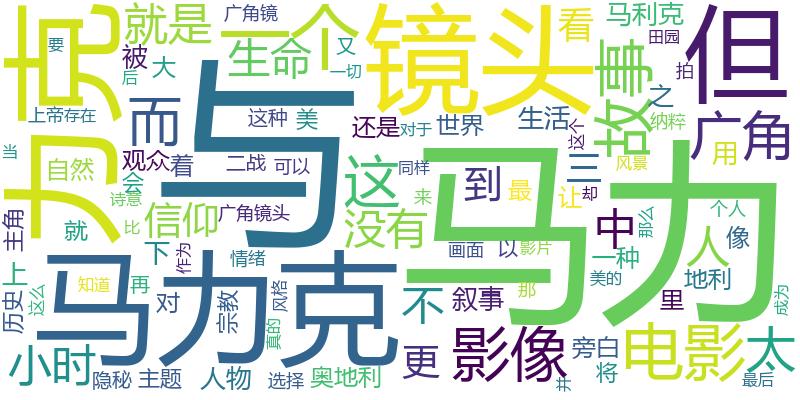 力克
就是
一个
广角镜
镜头
看
马利克
田园
但
要
后
被
大
生命
又
一切
故事
拍
之
纳粹
上帝
存在
而
与
这种
美
还是
对于
世界
生活
这个
广角
当
自然
观众
着
二战
可以
这
同样
三
风景
用
诗意
会
信仰
广角镜头
没有
到
最
让
却
马力
主角
就
比
下
作为
情绪
来
中
那么
个人
人
像
画面
以
影片
一种
美的
地利
上
历史
这么
知道
再
马力克
对
宗教
风格
真的
不
叙事
那
里
成为
小时
隐秘
主题
人物
选择
奥地利
更
影像
旁白
将
并
电影
太
最后